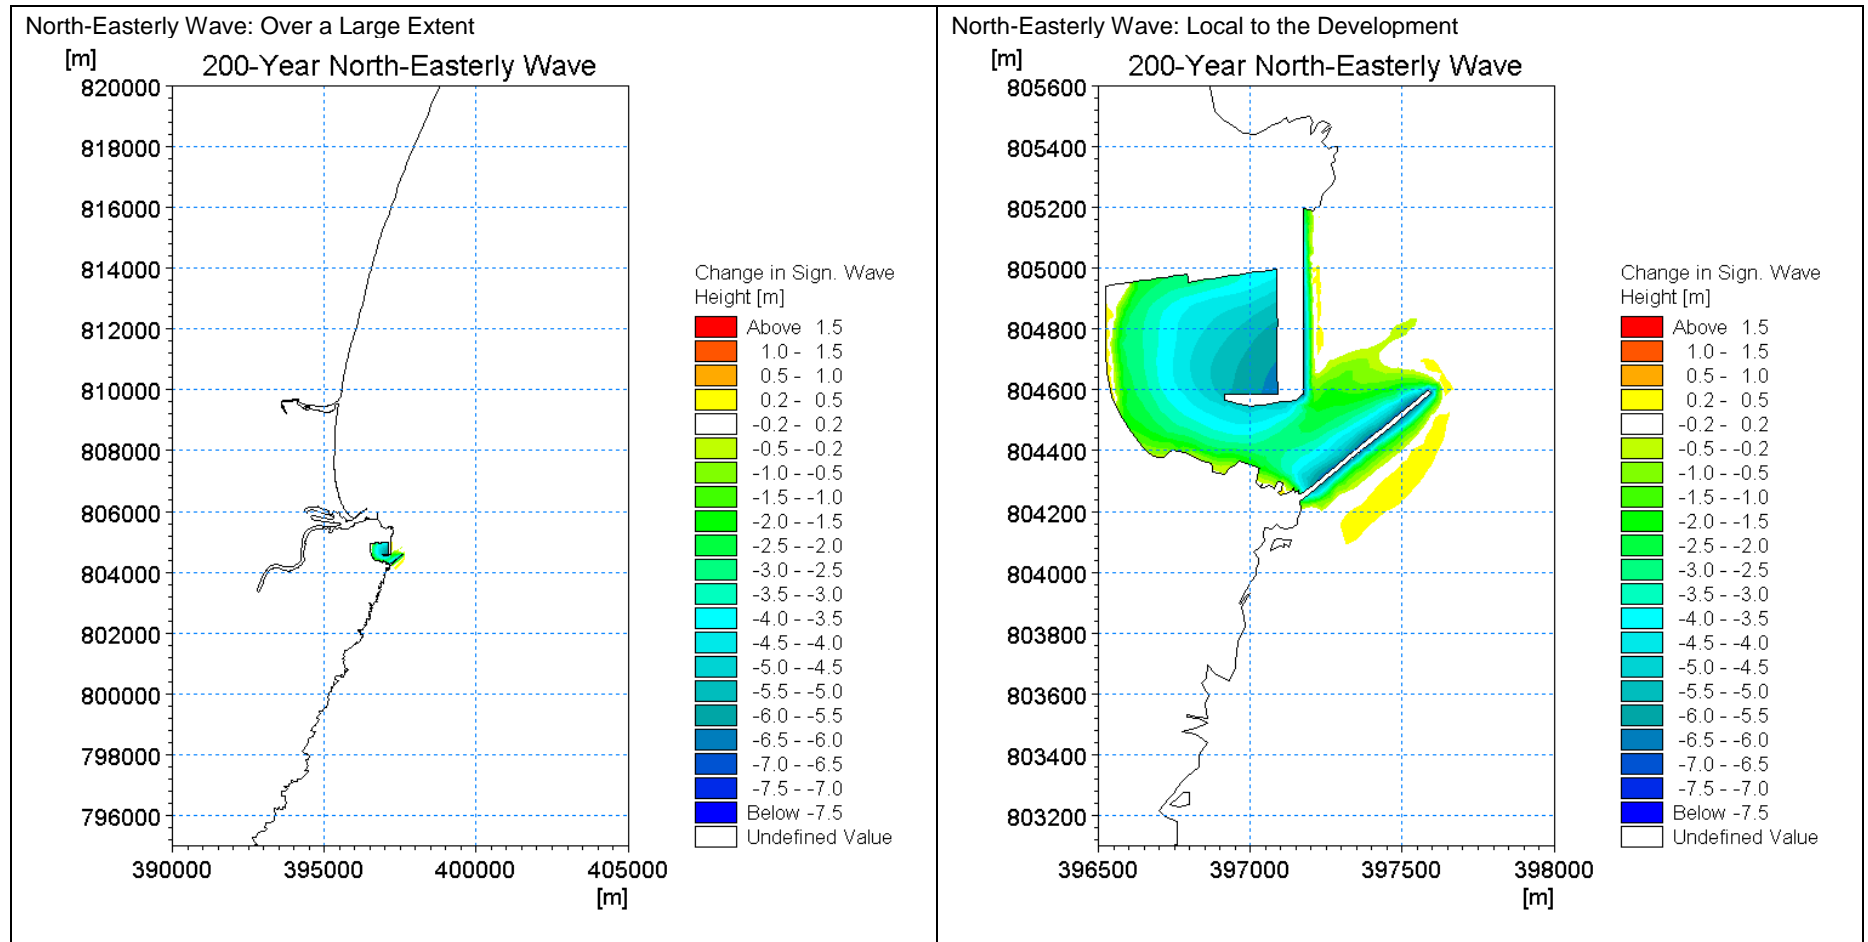 North-Easterly Wave: Over a Large Extent
[m]
200-Year North-Easterly Wave
820000
818000
816000
814000
812000
810000
808000
806000
804000
802000
800000
798000
796000
390000 395000 400000 405000
[m]
Change in Sign. Wave
Height [m]
Above 1.5
1.0 - 1.5
0.5 - 1.0
0.2 - 0.5
-0.2 - 0.2
-0.5 - -0.2
-1.0 - -0.5
-1.5 - -1.0
-2.0 - -1.5
-2.5 - -2.0
-3.0 - -2.5
-3.5 - -3.0
-4.0 - -3.5
-4.5 - -4.0
-5.0 - -4.5
-5.5 - -5.0
-6.0 - -5.5
-6.5 - -6.0
-7.0 - -6.5
-7.5 - -7.0
Below -7.5
Undefined Value
North-Easterly Wave: Local to the Development
[m]
200-Year North-Easterly Wave
805600
805400
805200
805000
804800
804600
804400
804200
804000
803800
803600
803400
803200
396500 397000 397500 398000
[m]
Change in Sign. Wave
Height [m]
Above 1.5
1.0 - 1.5
0.5 - 1.0
0.2 - 0.5
-0.2 - 0.2
-0.5 - -0.2
-1.0 - -0.5
-1.5 - -1.0
-2.0 - -1.5
-2.5 - -2.0
-3.0 - -2.5
-3.5 - -3.0
-4.0 - -3.5
-4.5 - -4.0
-5.0 - -4.5
-5.5 - -5.0
-6.0 - -5.5
-6.5 - -6.0
-7.0 - -6.5
-7.5 - -7.0
Below -7.5
Undefined Value